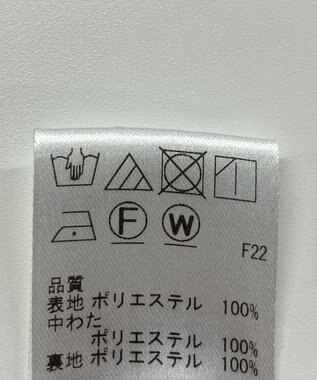 F W
F22
品質
表地 ポリエステル 100%
中わた
ポリエステル 100%
裏地 ポリエステル 100%